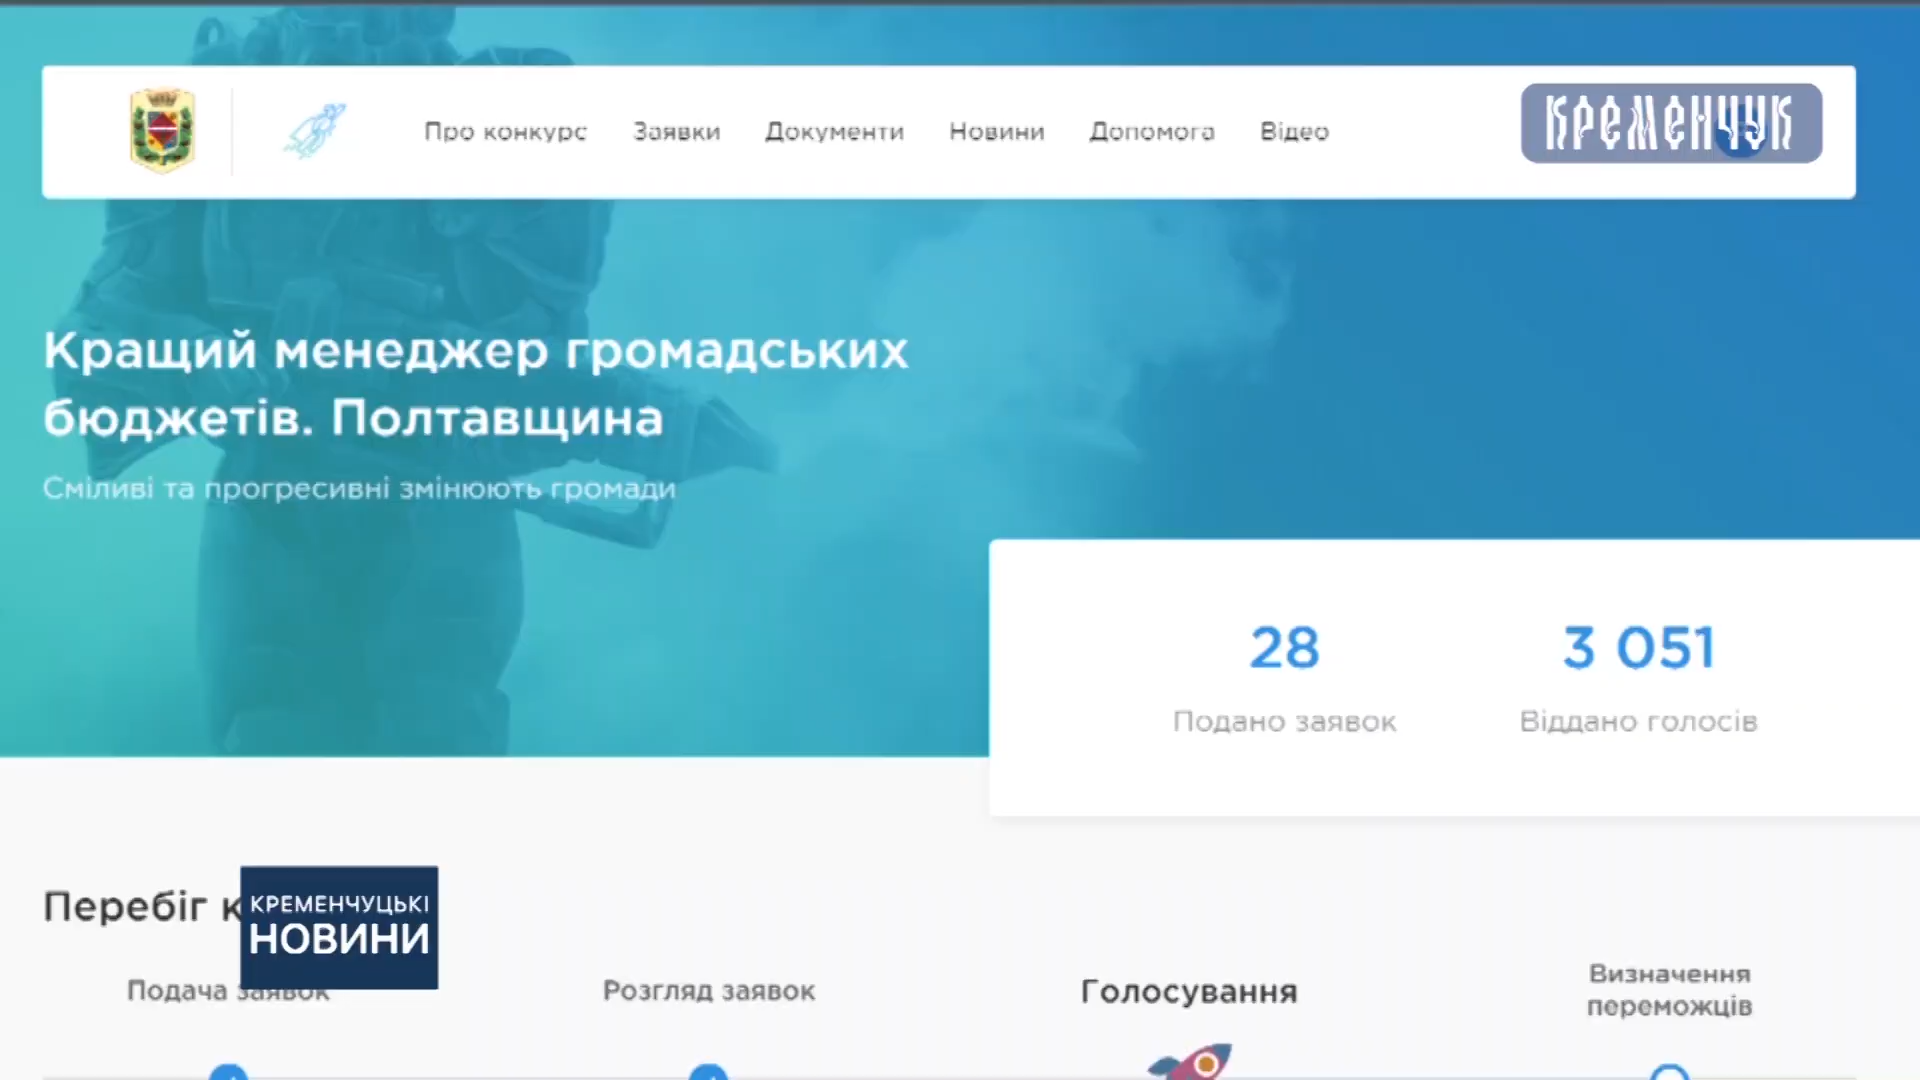 Про конкурс Заявки Документи Новини Допомога Відео
КРЕМЕНЧУК
Кращий менеджер громадських
бюджетів. Полтавщина
Сміливі та прогресивні змінюють громади
28
Подано заявок
3 051
Віддано голосів
Перебіг
КРЕМЕНЧУЦЬКІ
НОВИНИ
Подача заявок
Розгляд заявок
Голосування
Визначення
переможців